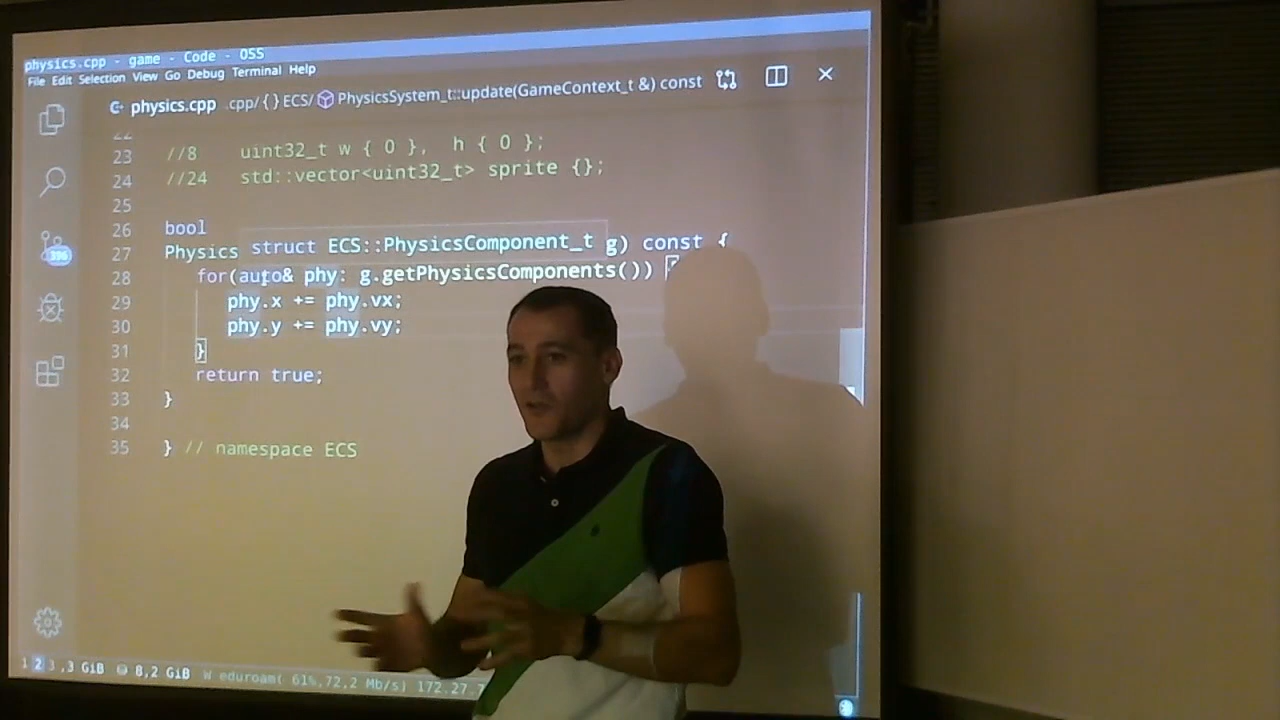 physics.cpp - game - Code - OSS
File Edit Selection View Go Debug Terminal Help
physics.cpp .cpp/ {} ECS/ PhysicsSystem_t::update(GameContext_t &) const
22
23 //8 uint32_t w { 0 }, h { 0 };
24 //24 std::vector<uint32_t> sprite {};
25
26 bool
27 Physics struct ECS::PhysicsComponent_t g) const {
28 for(auto& phy: g.getPhysicsComponents()) {
29 phy.x += phy.vx;
30 phy.y += phy.vy;
31 }
32 return true;
33 }
34
35 } // namespace ECS
396
1 2 3 ,3 GiB 8,2 GiB W eduroam( 61%,72,2 Mb/s) 172.27.7